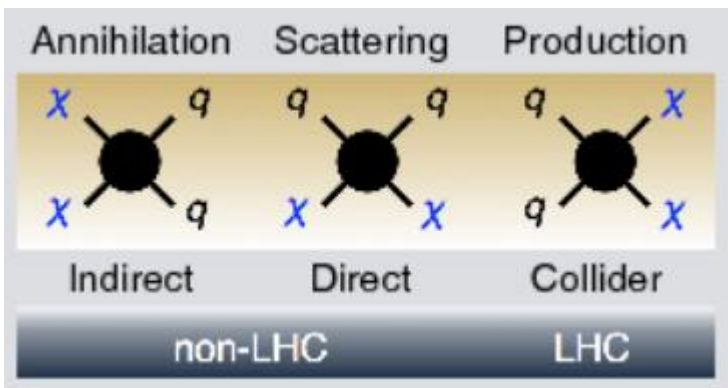 Annihilation Scattering Production
χ q q q q χ
χ q χ χ q χ
Indirect Direct Collider
non-LHC LHC